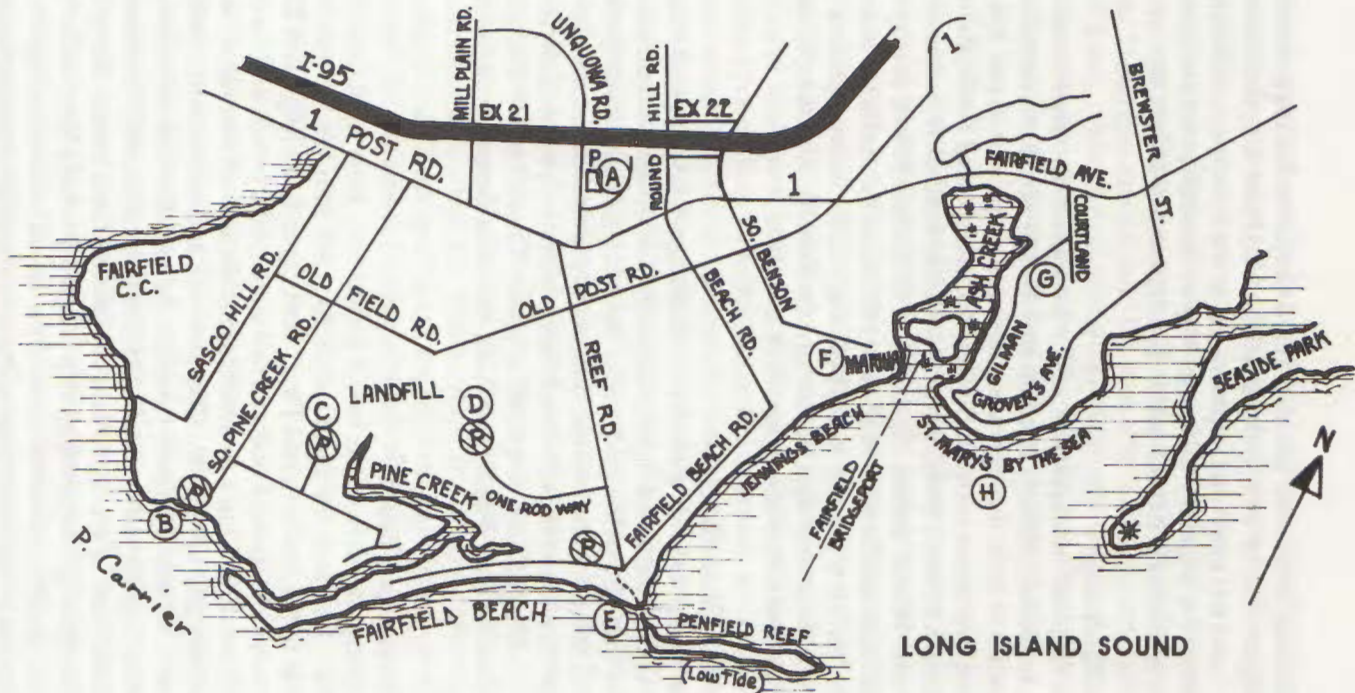 I-95
1 POST RD.
MILL PLAIN RD.
EX 21
UNQUOWA RD.
P
A
ROUND HILL RD.
EX 22
1
1
BREWSTER ST.
FAIRFIELD AVE.
COURTLAND
G
ASH CREEK
GILMAN
GROVER'S AVE.
SO. BENSON
BEACH RD.
OLD POST RD.
OLD FIELD RD.
SASCO HILL RD.
SO. PINE CREEK RD.
FAIRFIELD
C.C.
REEF RD.
F
MARINA
SEASIDE PARK
ST. MARY'S BY THE SEA
H
JENNINGS BEACH
FAIRFIELD BEACH RD.
FAIRFIELD
BRIDGEPORT
LANDFILL
C
D
PINE CREEK
ONE ROD WAY
B
P. Carrier
FAIRFIELD BEACH
E
PENFIELD REEF
(Low Tide)
LONG ISLAND SOUND
N